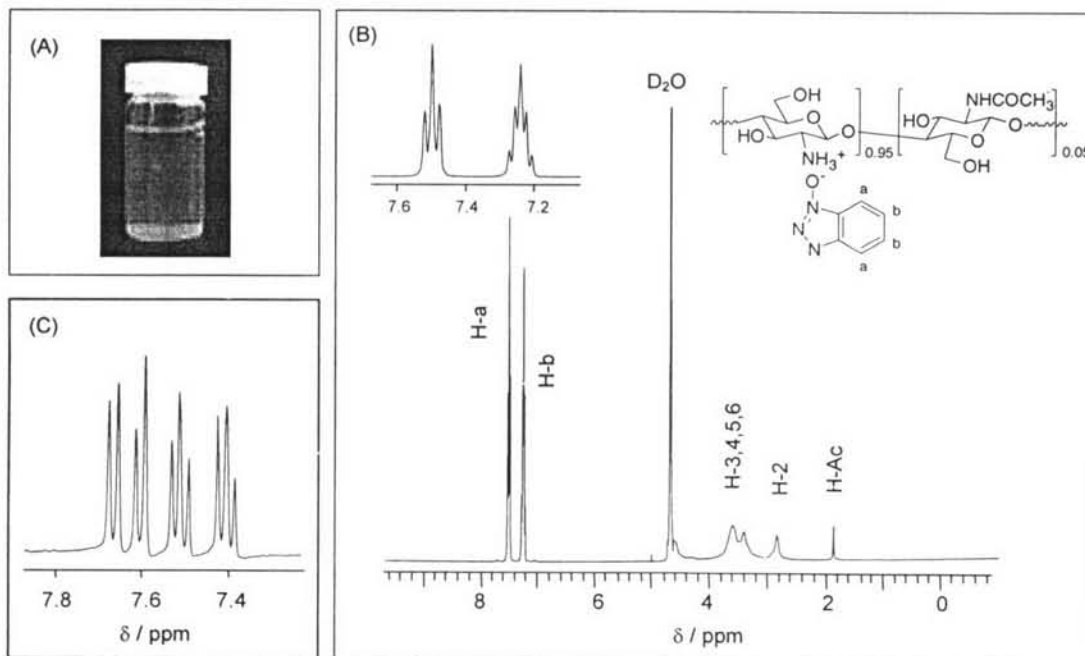 (A)
(B)
7.6 7.4 7.2
D₂O
OH
O
HO
NH₃⁺
O
0.95
NHCOCH₃
HO
O
O
OH
0.05
O⁻
N
N
N
a
b
b
a
H-a
H-b
H-3,4,5,6
H-2
H-Ac
8 6 4 2 0
δ / ppm
(C)
7.8 7.6 7.4
δ / ppm